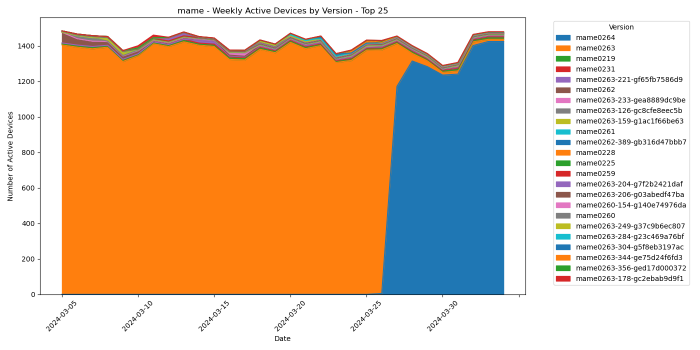 mame - Weekly Active Devices by Version - Top 25
Number of Active Devices
1400
1200
1000
800
600
400
200
0
2024-03-05
2024-03-10
2024-03-15
2024-03-20
2024-03-25
2024-03-30
Date
Version
mame0264
mame0263
mame0219
mame0231
mame0263-221-gf65fb7586d9
mame0262
mame0263-233-gea8889dc9be
mame0263-126-gc8cfe8eec5b
mame0263-159-g1ac1f66be63
mame0261
mame0262-389-gb316d47bbb7
mame0228
mame0225
mame0259
mame0263-204-g7f2b2421daf
mame0263-206-g03abedf47ba
mame0260-154-g140e74976da
mame0260
mame0263-249-g37c9b6ec807
mame0263-284-g23c469a76bf
mame0263-304-g5f8eb3197ac
mame0263-344-ge75d24f6fd3
mame0263-356-ged17d000372
mame0263-178-gc2ebab9d9f1